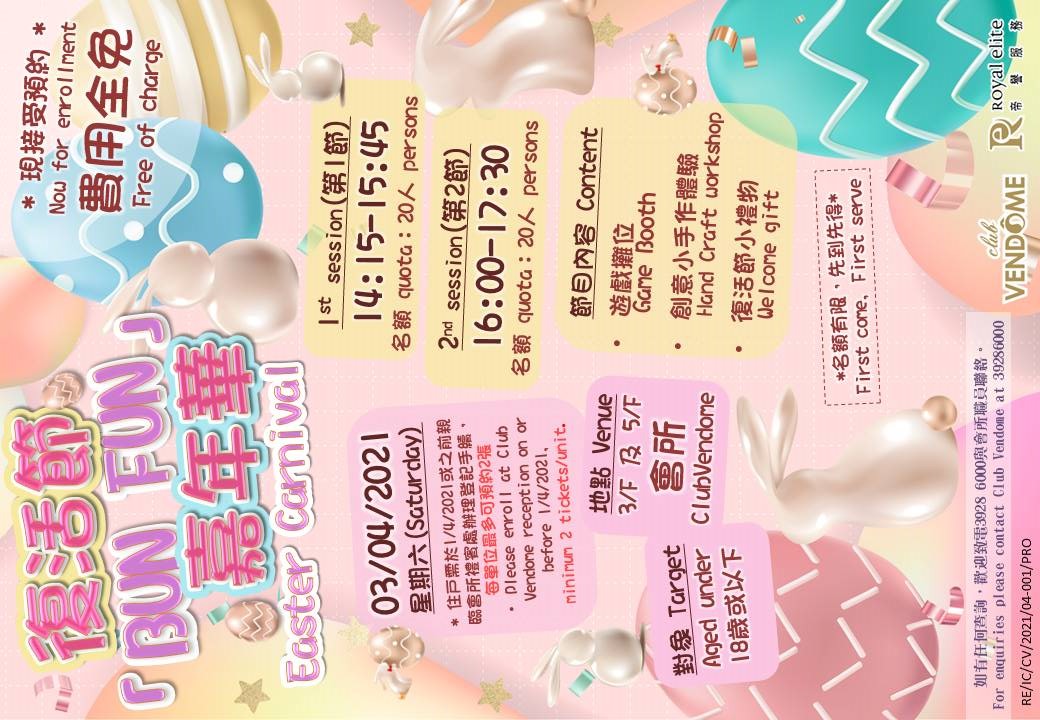 復活節
「BUN FUN」
嘉年華
Easter Carnival
* 現接受預約 *
Now for enrollment
費用全免
Free of charge
1st session(第1節)
14:15-15:45
名額 quota：20人 persons
2nd session(第2節)
16:00-17:30
名額 quota：20人 persons
03/04/2021
星期六(Saturday)
* 住戶需於1/4/2021或之前親
臨會所禮賓處辦理登記手續，
每單位最多可預約2張
• Please enroll at Club
Vendome reception on or
before 1/4/2021,
minimum 2 tickets/unit.
地點 Venue
3/F 及 5/F
會所
ClubVendome
對象 Target
Aged under
18歲或以下
節目內容 Content
• 遊戲攤位
Game Booth
• 創意小手作體驗
Hand Craft workshop
• 復活節小禮物
Welcome gift
*名額有限，先到先得*
First come, First serve
如有任何查詢，歡迎致電3928 6000與會所職員聯絡。
For enquiries please contact Club Vendome at 39286000
RE/IC/CV/2021/04-001/PRO
club
VENDÔME
Royal elite
帝譽服務